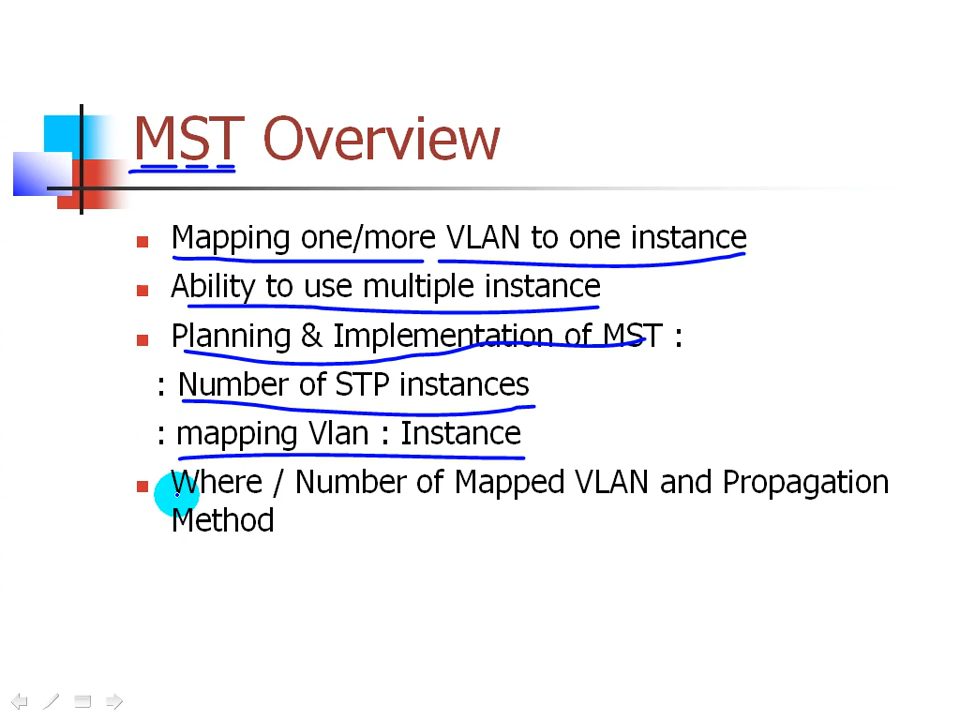 MST Overview
Mapping one/more VLAN to one instance
Ability to use multiple instance
Planning & Implementation of MST :
: Number of STP instances
: mapping Vlan : Instance
Where / Number of Mapped VLAN and Propagation
Method